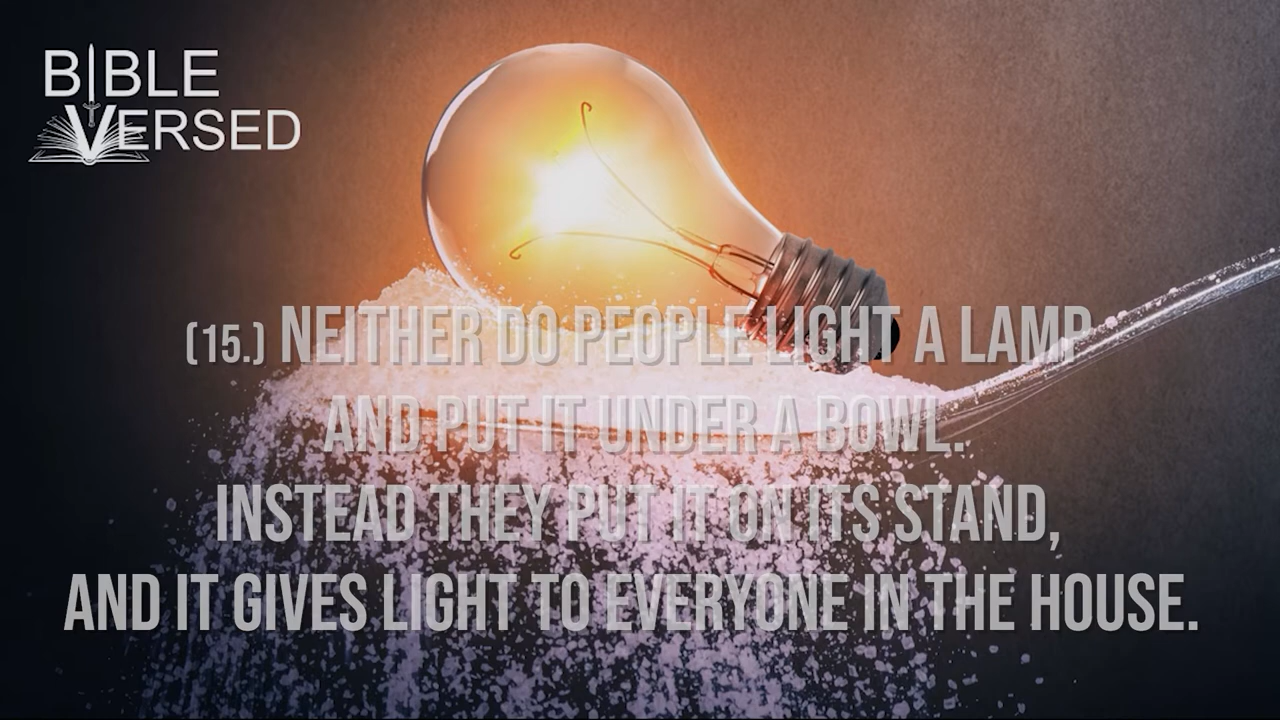 BIBLE
VERSED
(15.) NEITHER DO PEOPLE LIGHT A LAMP
AND PUT IT UNDER A BOWL.
INSTEAD THEY PUT IT ON ITS STAND,
AND IT GIVES LIGHT TO EVERYONE IN THE HOUSE.